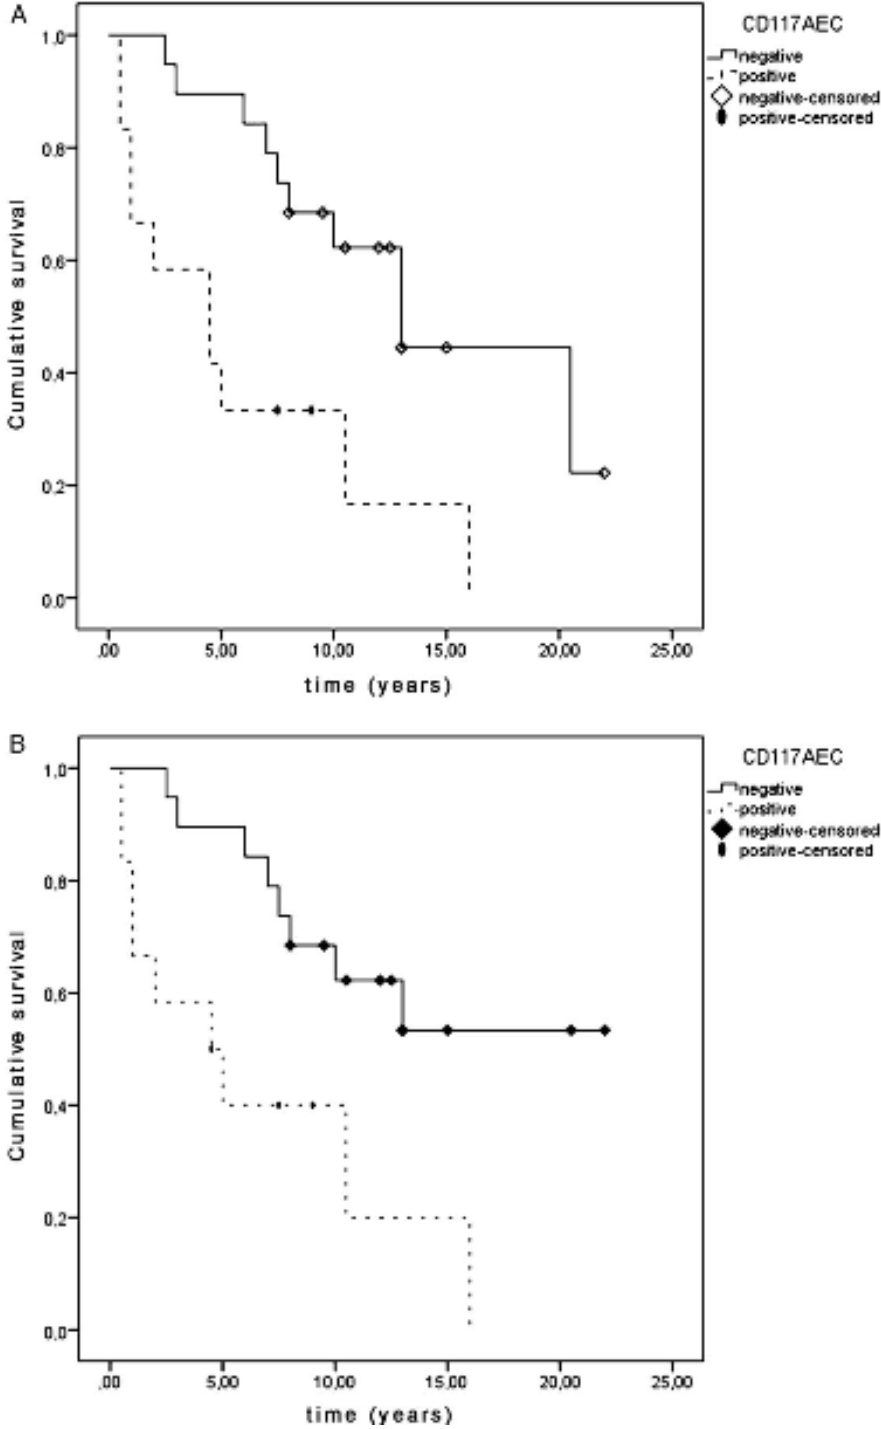 A
CD117AEC
negative
positive
negative-censored
positive-censored
1,0
0,8
0,6
0,4
0,2
0,0
Cumulative survival
,00 5,00 10,00 15,00 20,00 25,00
time (years)
B
CD117AEC
negative
positive
negative-censored
positive-censored
1,0
0,8
0,6
0,4
0,2
0,0
Cumulative survival
,00 5,00 10,00 15,00 20,00 25,00
time (years)